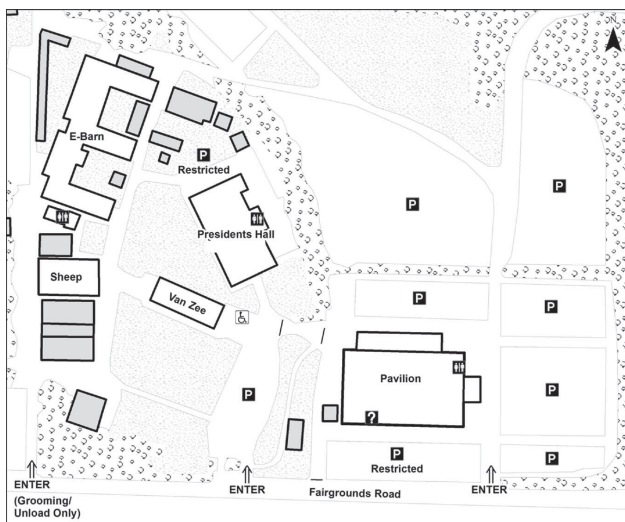 N
E-Barn
P
Restricted
P
P
Presidents Hall
Sheep
Van Zee
P
P
P
Pavilion
P
?
P
Restricted
P
ENTER
(Grooming/
Unload Only)
ENTER
Fairgrounds Road
ENTER